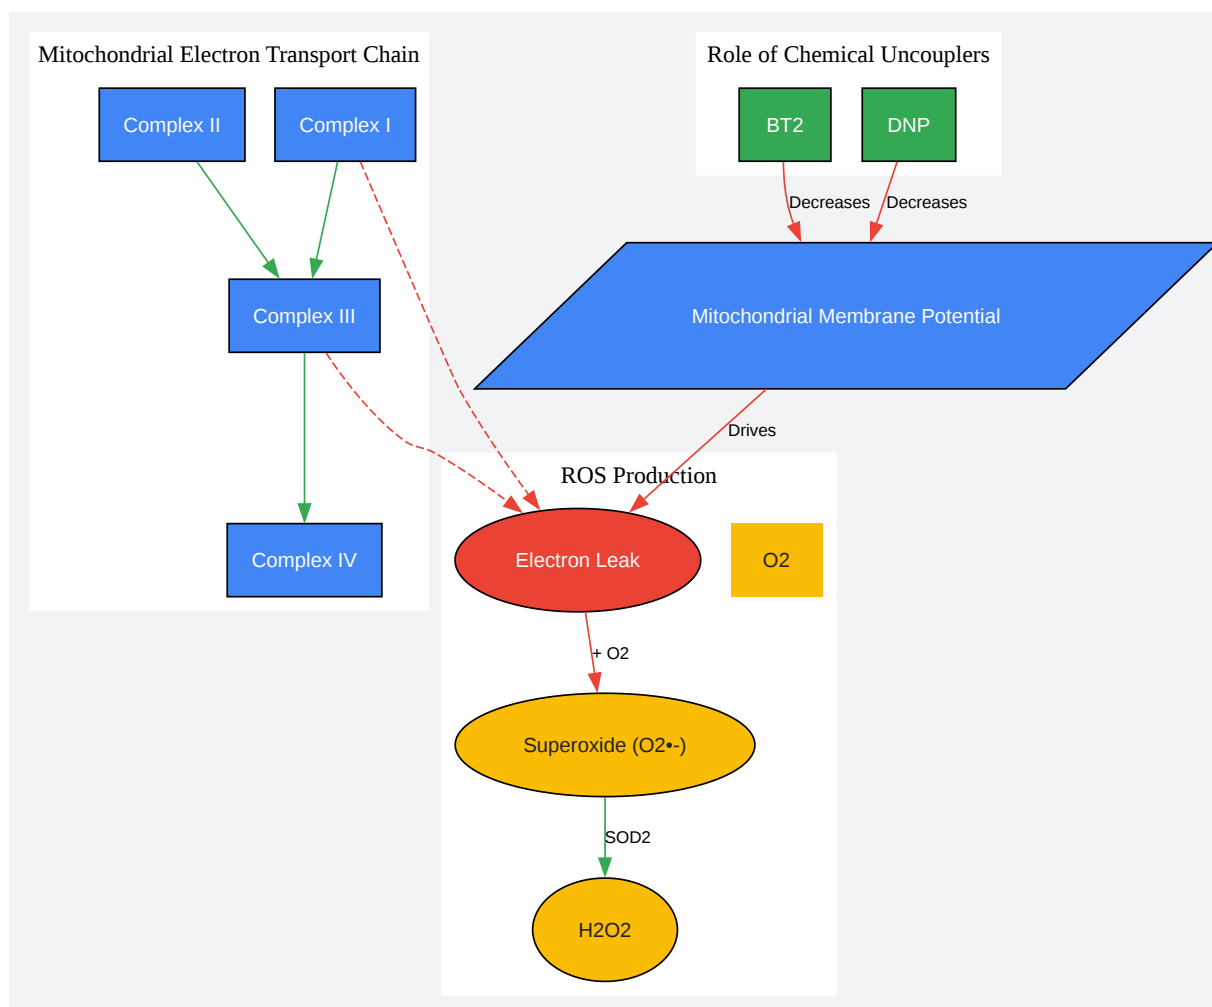 Mitochondrial Electron Transport Chain
Role of Chemical Uncouplers
Complex II
Complex I
BT2
DNP
Decreases
Decreases
Complex III
Mitochondrial Membrane Potential
Drives
ROS Production
Complex IV
Electron Leak
O2
+ O2
Superoxide (O2•-)
SOD2
H2O2